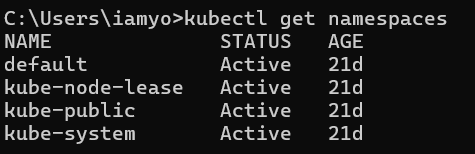 C:\Users\iamyo>kubectl get namespaces
NAME              STATUS   AGE
default           Active   21d
kube-node-lease   Active   21d
kube-public       Active   21d
kube-system       Active   21d